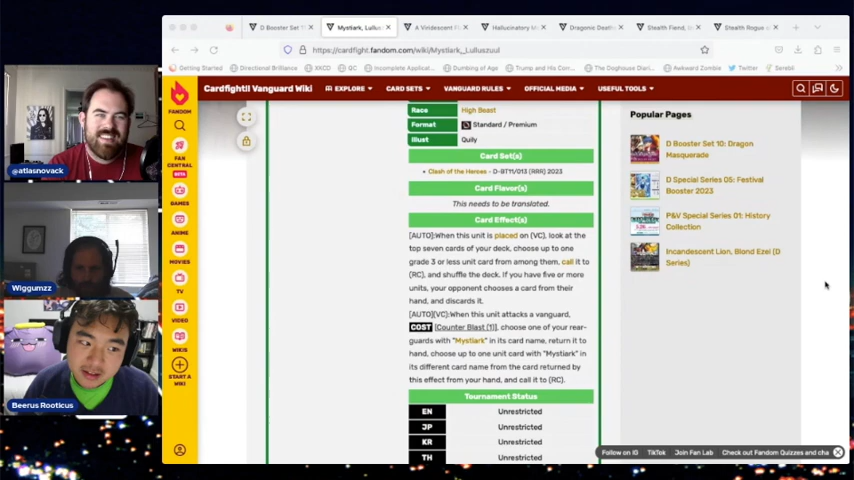 D Booster Set 1
Mystiark, Lullus
A Viridescent F
Hallucinatory M
Dragonic Death
Stealth Fiend,
Stealth Rogue o
https://cardfight.fandom.com/wiki/Mystiark,_Lulluszuul
Getting Started
Directional Brilliance
XKCD
QC
Incomplete Applicat...
Dumbing of Age
Trump and His Con...
The Doghouse Diari...
Awkward Zombie
Twitter
Serebii
Cardfight!! Vanguard Wiki
EXPLORE
CARD SETS
VANGUARD RULES
OFFICIAL MEDIA
USEFUL TOOLS
FANDOM
FAN CENTRAL
BETA
GAMES
ANIME
MOVIES
TV
VIDEO
WIKIS
START A WIKI
@atlasnovack
Wiggumzz
Beerus Rooticus
Race
High Beast
Format
Standard / Premium
Illust
Quily
Card Set(s)
• Clash of the Heroes - D-BT11/013 (RRR) 2023
Card Flavor(s)
This needs to be translated.
Card Effect(s)
[AUTO]:When this unit is placed on (VC), look at the
top seven cards of your deck, choose up to one
grade 3 or less unit card from among them, call it to
(RC), and shuffle the deck. If you have five or more
units, your opponent chooses a card from their
hand, and discards it.
[AUTO](VC):When this unit attacks a vanguard,
COST [Counter Blast (1)], choose one of your rear-
guards with "Mystiark" in its card name, return it to
hand, choose up to one unit card with "Mystiark" in
its different card name from the card returned by
this effect from your hand, and call it to (RC).
Tournament Status
EN
Unrestricted
JP
Unrestricted
KR
Unrestricted
TH
Unrestricted
Popular Pages
D Booster Set 10: Dragon
Masquerade
D Special Series 05: Festival
Booster 2023
P&V Special Series 01: History
Collection
Incandescent Lion, Blond Ezel (D
Series)
Follow on IG
TikTok
Join Fan Lab
Check out Fandom Quizzes and cha